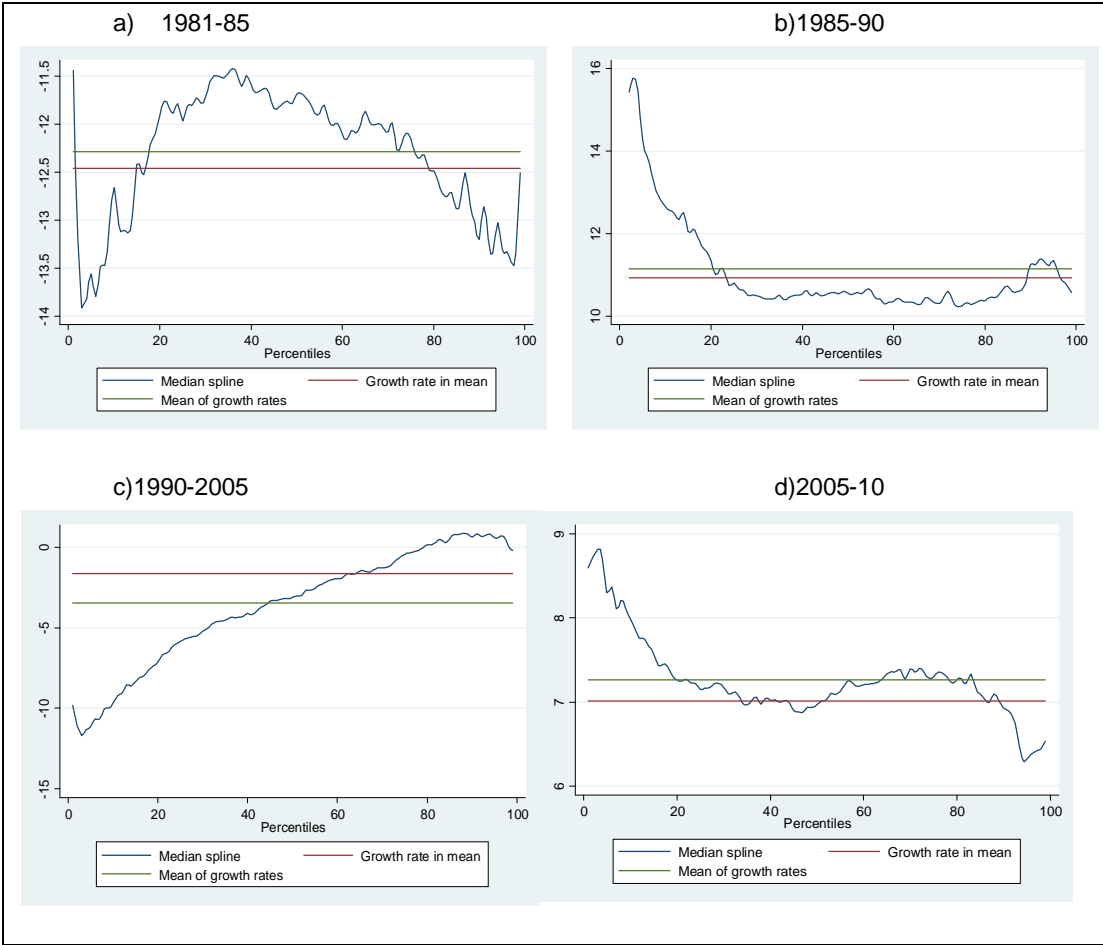 a) 1981-85
-11.5
-12
-12.5
-13
-13.5
-14
0 20 40 60 80 100
Percentiles
Median spline Growth rate in mean
Mean of growth rates
b)1985-90
16
14
12
10
0 20 40 60 80 100
Percentiles
Median spline Growth rate in mean
Mean of growth rates
c)1990-2005
0
-5
-10
-15
0 20 40 60 80 100
Percentiles
Median spline Growth rate in mean
Mean of growth rates
d)2005-10
9
8
7
6
0 20 40 60 80 100
Percentiles
Median spline Growth rate in mean
Mean of growth rates